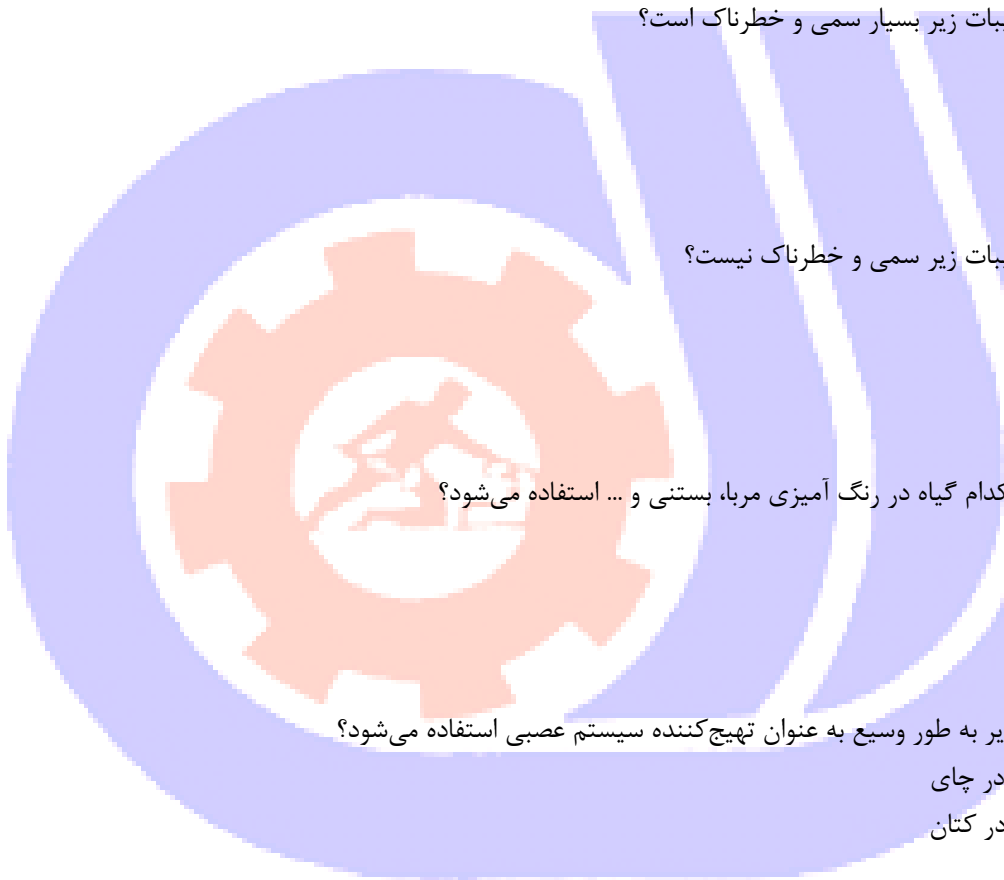 بات زیر بسیار سمی و خطرناک است؟
بات زیر سمی و خطرناک نیست؟
کدام گیاه در رنگ آمیزی مربا، بستنی و ... استفاده می‌شود؟
یر به طور وسیع به عنوان تهیج‌کننده سیستم عصبی استفاده می‌شود؟
در چای
در کتان